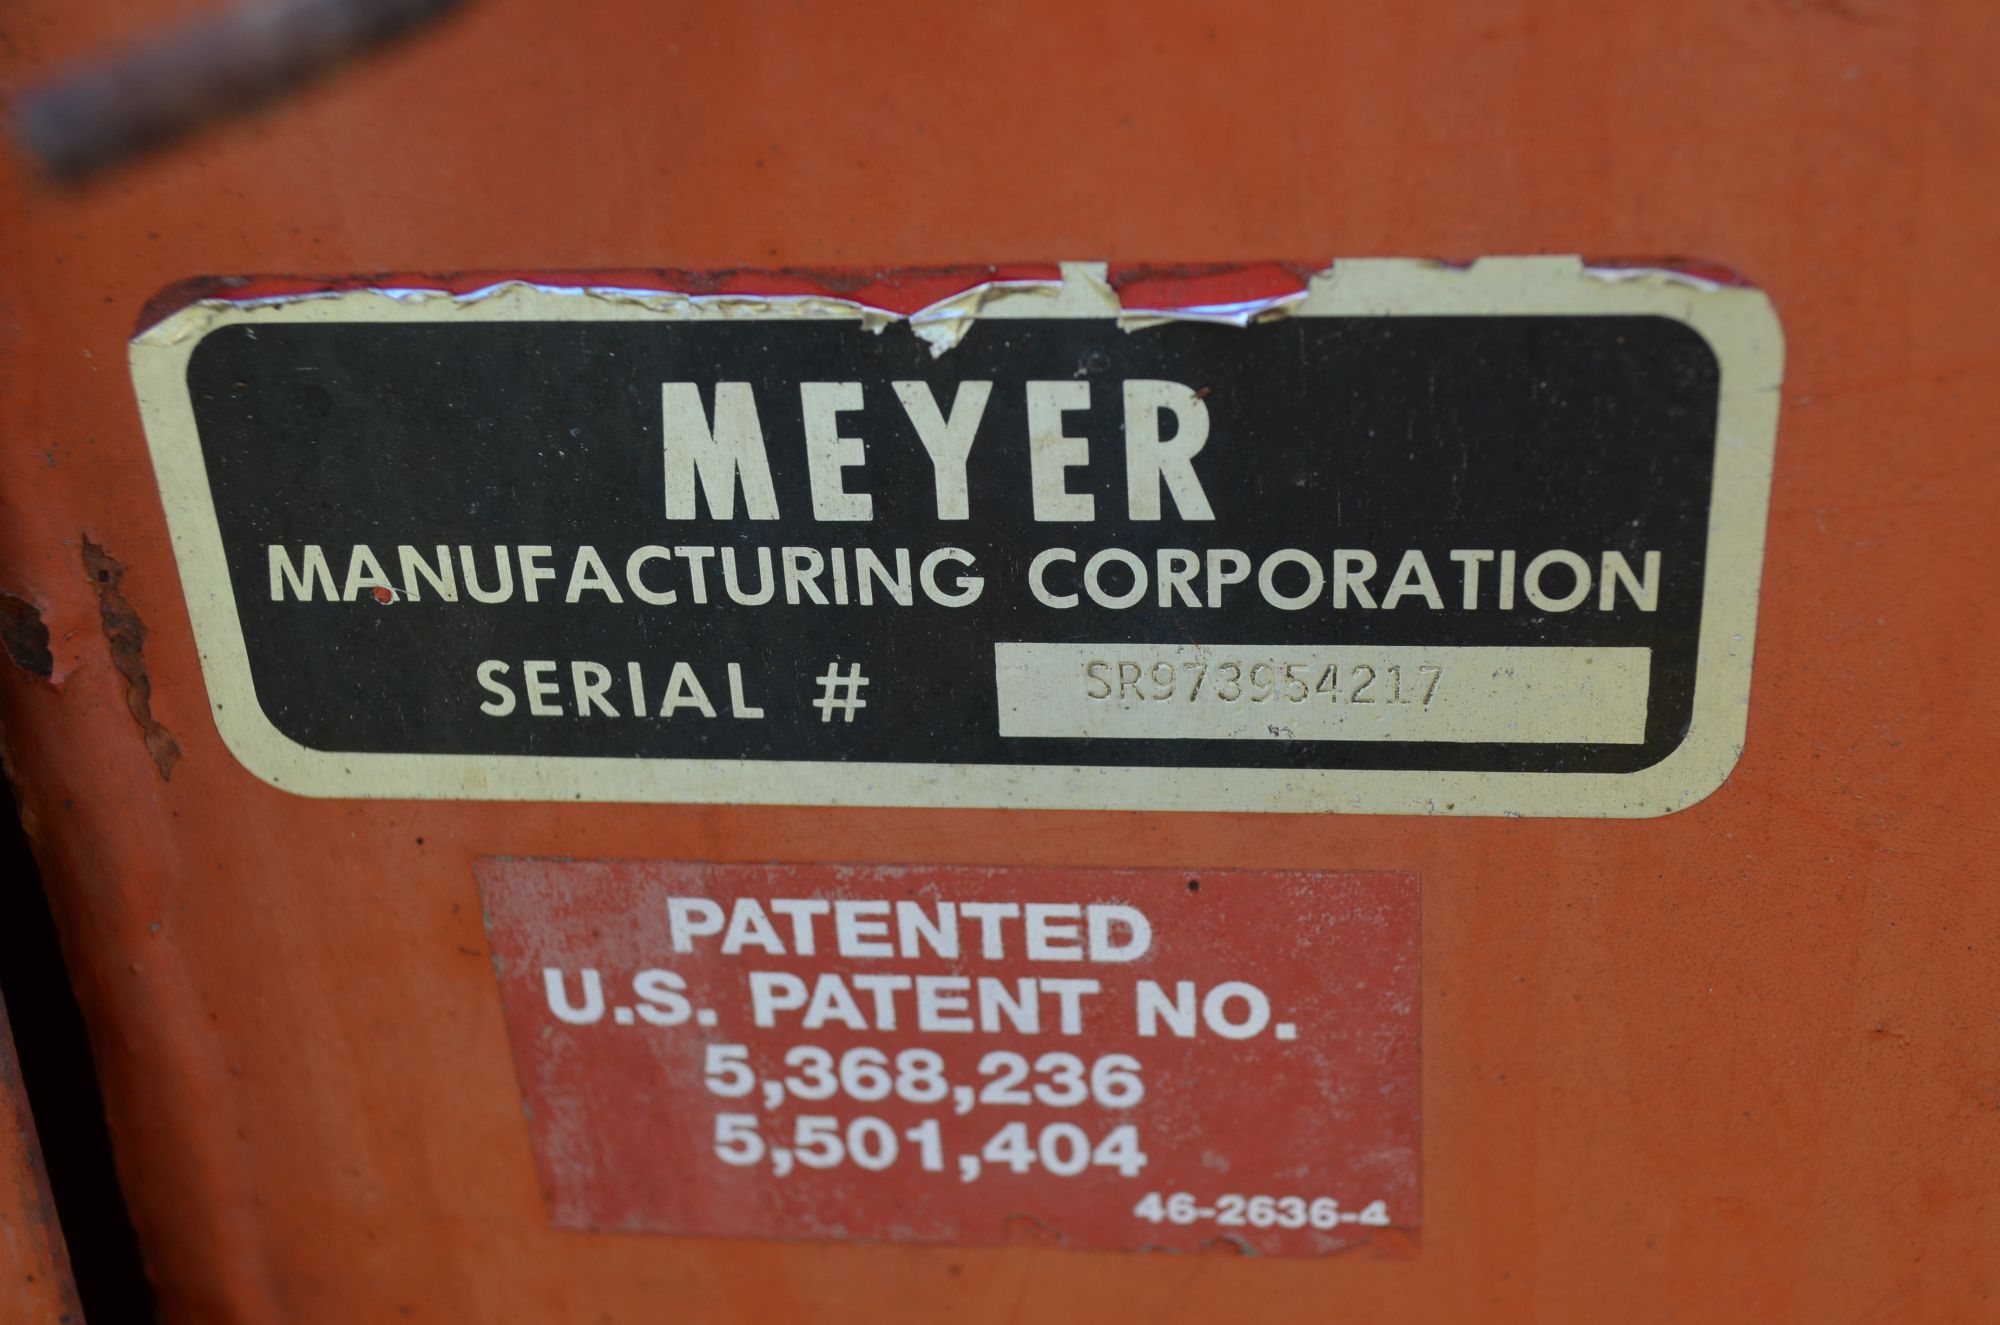 MEYER
MANUFACTURING CORPORATION
SERIAL # SR973954217
PATENTED
U.S. PATENT NO.
5,368,236
5,501,404
46-2636-4